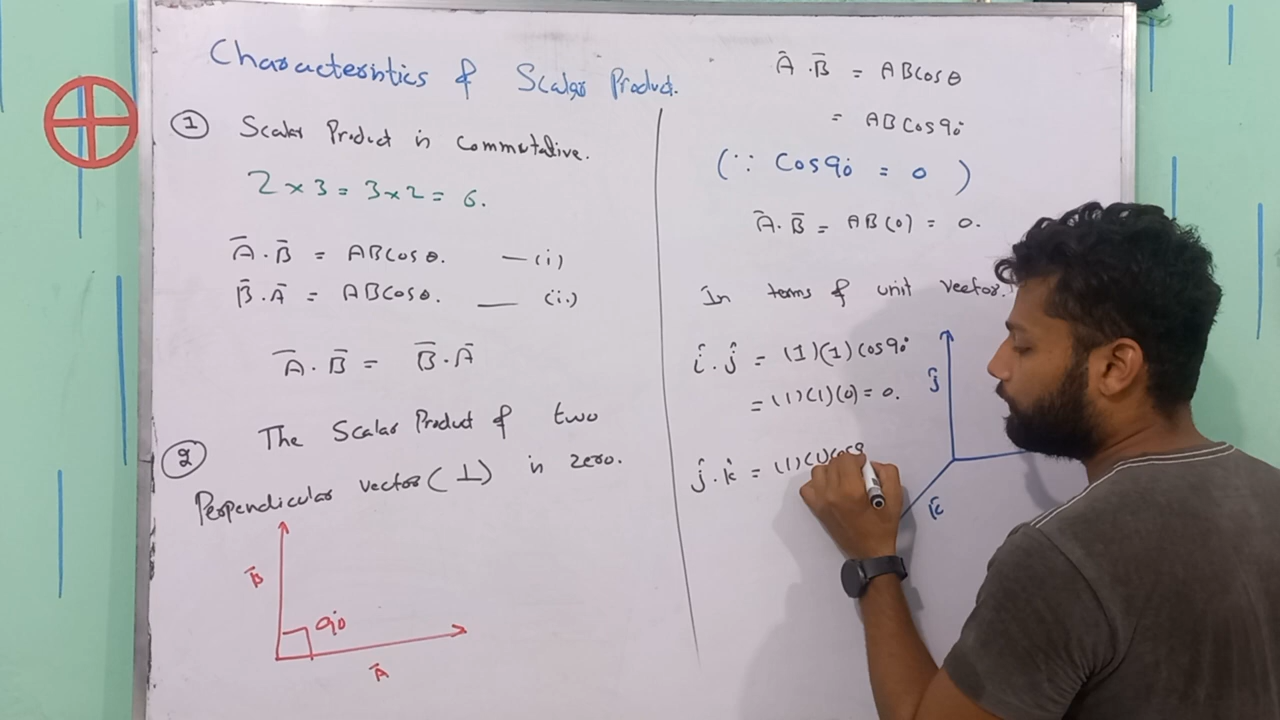 Characteristics of Scalar Product.
① Scalar Product is commutative.
2 × 3 = 3 × 2 = 6.
A̅ . B̅ = ABcosθ. —(i)
B̅ . A̅ = ABcosθ. — (i.)
A̅ . B̅ = B̅ . A̅
② The Scalar Product of two
Perpendicular vector (⊥) is zero.
B̅
90°
A̅
A̅ . B̅ = ABcosθ
= ABcos90°
(∵ cos90° = 0 )
A̅ . B̅ = AB(0) = 0.
In terms of unit vector.
î . ĵ = (1)(1)cos90°
= (1)(1)(0) = 0.
ĵ . k̂ = (1)(1)cos9
ĵ
k̂